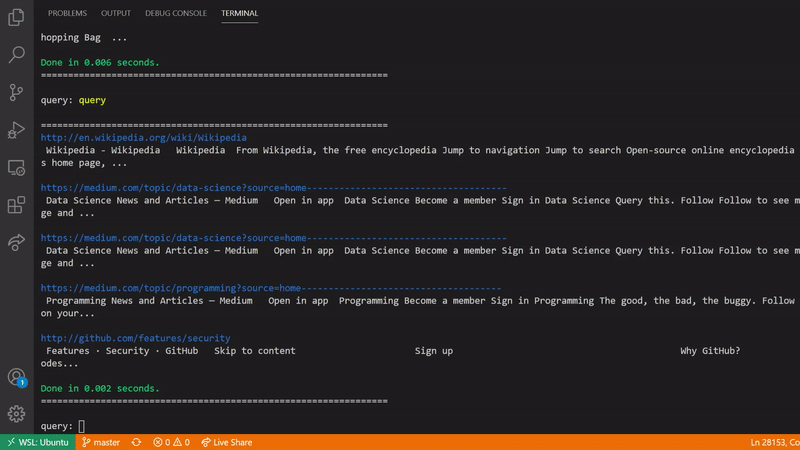 PROBLEMS OUTPUT DEBUG CONSOLE TERMINAL
hopping Bag ...
Done in 0.006 seconds.
=================================================================
query: query
=================================================================
http://en.wikipedia.org/wiki/Wikipedia
Wikipedia - Wikipedia Wikipedia From Wikipedia, the free encyclopedia Jump to navigation Jump to search Open-source online encyclopedia
s home page, ...
https://medium.com/topic/data-science?source=home-------------------------------------
Data Science News and Articles — Medium Open in app Data Science Become a member Sign in Data Science Query this. Follow Follow to see m
ge and ...
https://medium.com/topic/data-science?source=home-------------------------------------
Data Science News and Articles — Medium Open in app Data Science Become a member Sign in Data Science Query this. Follow Follow to see m
ge and ...
https://medium.com/topic/programming?source=home-------------------------------------
Programming News and Articles — Medium Open in app Programming Become a member Sign in Programming The good, the bad, the buggy. Follow
on your...
http://github.com/features/security
Features · Security · GitHub Skip to content Sign up Why GitHub?
odes...
Done in 0.002 seconds.
=================================================================
query:
1
WSL: Ubuntu master 0 0 Live Share Ln 28153, Co